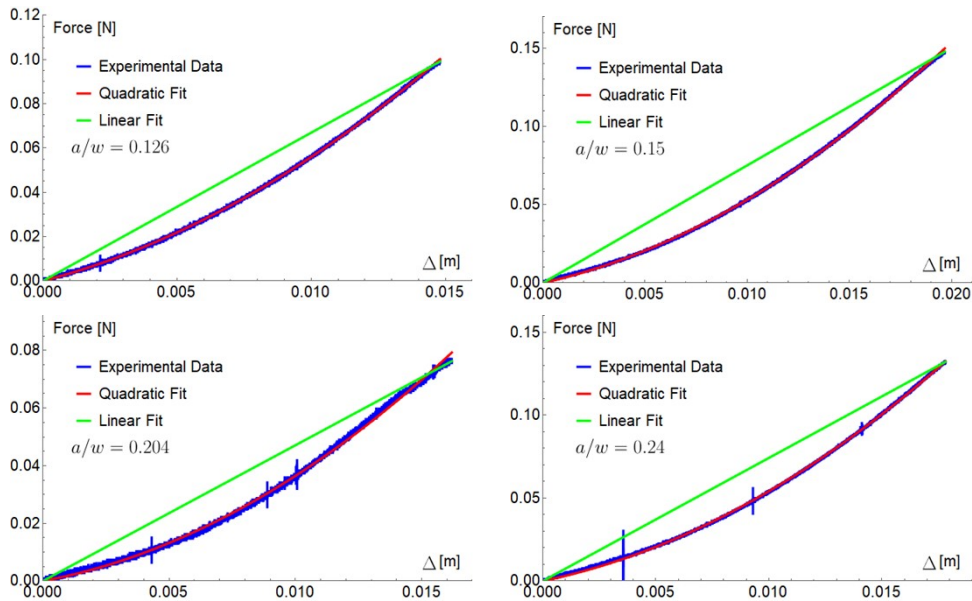 Force [N]
0.12
0.10
0.08
0.06
0.04
0.02
0.00
Experimental Data
Quadratic Fit
Linear Fit
a/w = 0.126
Δ [m]
0.000 0.005 0.010 0.015
Force [N]
0.15
0.10
0.05
0.00
Experimental Data
Quadratic Fit
Linear Fit
a/w = 0.15
Δ [m]
0.000 0.005 0.010 0.015 0.020
Force [N]
0.08
0.06
0.04
0.02
0.00
Experimental Data
Quadratic Fit
Linear Fit
a/w = 0.204
Δ [m]
0.000 0.005 0.010 0.015
Force [N]
0.15
0.10
0.05
0.00
Experimental Data
Quadratic Fit
Linear Fit
a/w = 0.24
Δ [m]
0.000 0.005 0.010 0.015